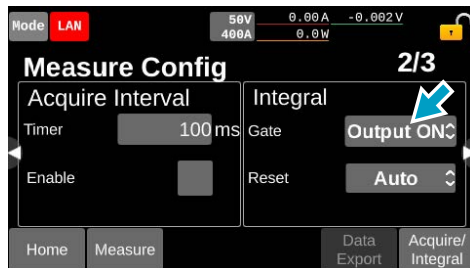 Mode LAN 50V 0.00A -0.002V
400A 0.0W
Measure Config 2/3
Acquire Interval Integral
Timer 100 ms Gate Output ON
Enable Reset Auto
Home Measure Data Export Acquire/ Integral